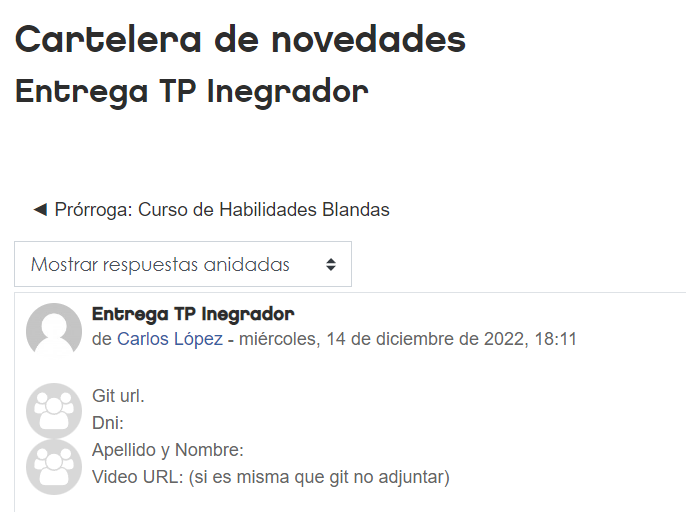 Cartelera de novedades
Entrega TP Inegrador
◄ Prórroga: Curso de Habilidades Blandas
Mostrar respuestas anidadas
Entrega TP Inegrador
de Carlos López - miércoles, 14 de diciembre de 2022, 18:11
Git url.
Dni:
Apellido y Nombre:
Video URL: (si es misma que git no adjuntar)